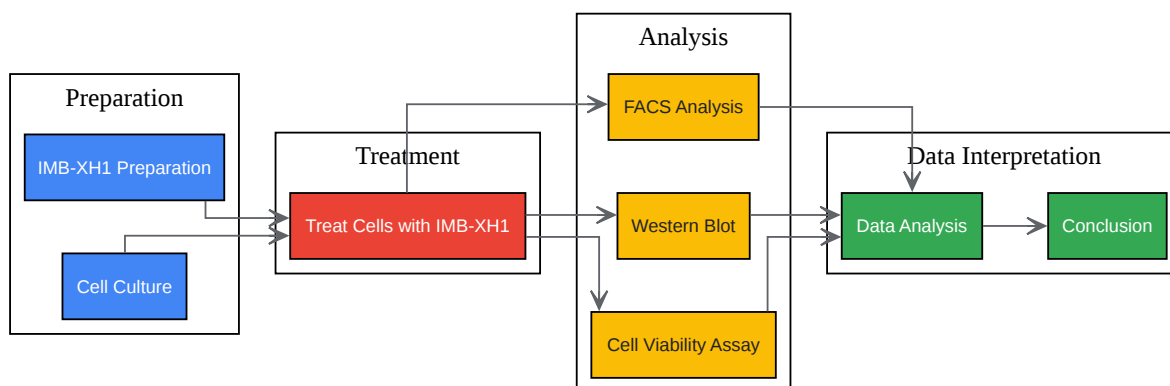 Preparation
IMB-XH1 Preparation
Cell Culture
Treatment
Treat Cells with IMB-XH1
Analysis
FACS Analysis
Western Blot
Cell Viability Assay
Data Interpretation
Data Analysis
Conclusion